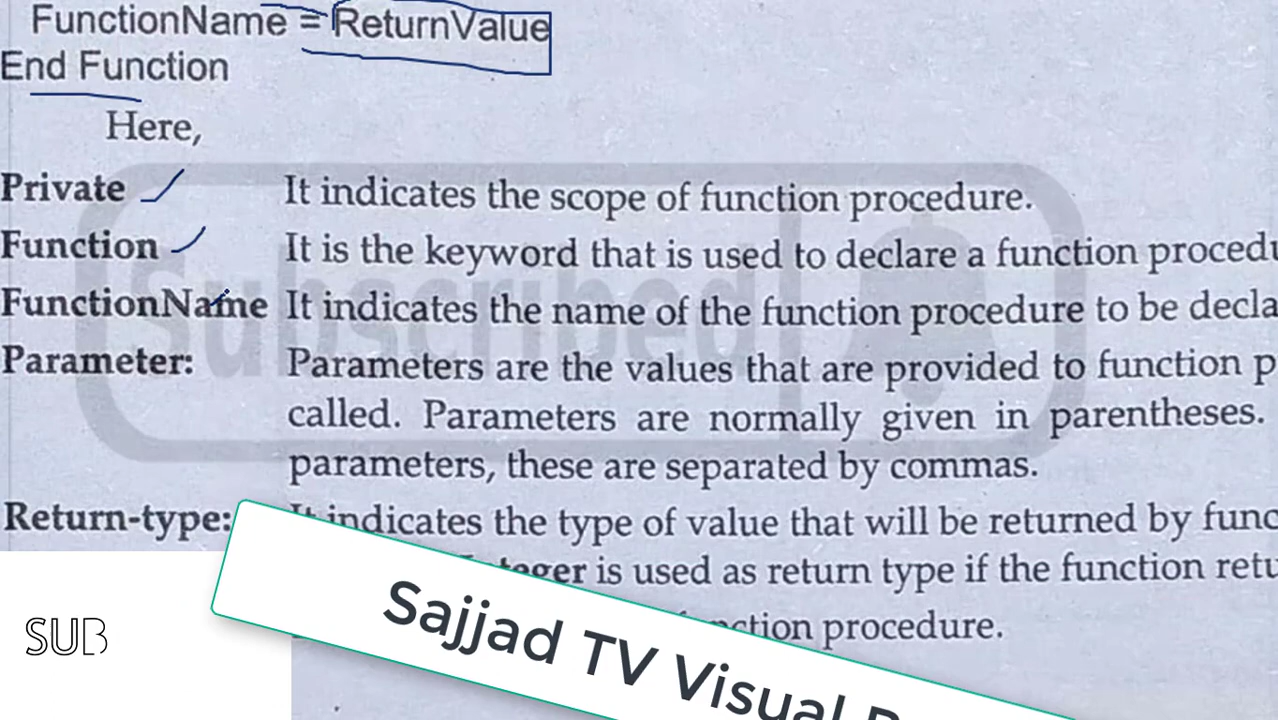 FunctionName = ReturnValue
End Function
Here,
Private It indicates the scope of function procedure.
Function It is the keyword that is used to declare a function procedu
FunctionName It indicates the name of the function procedure to be decla
Parameter: Parameters are the values that are provided to function p
called. Parameters are normally given in parentheses.
parameters, these are separated by commas.
Return-type: It indicates the type of value that will be returned by func
is used as return type if the function retu
procedure.
Subscribed
SUB
Sajjad TV Visual